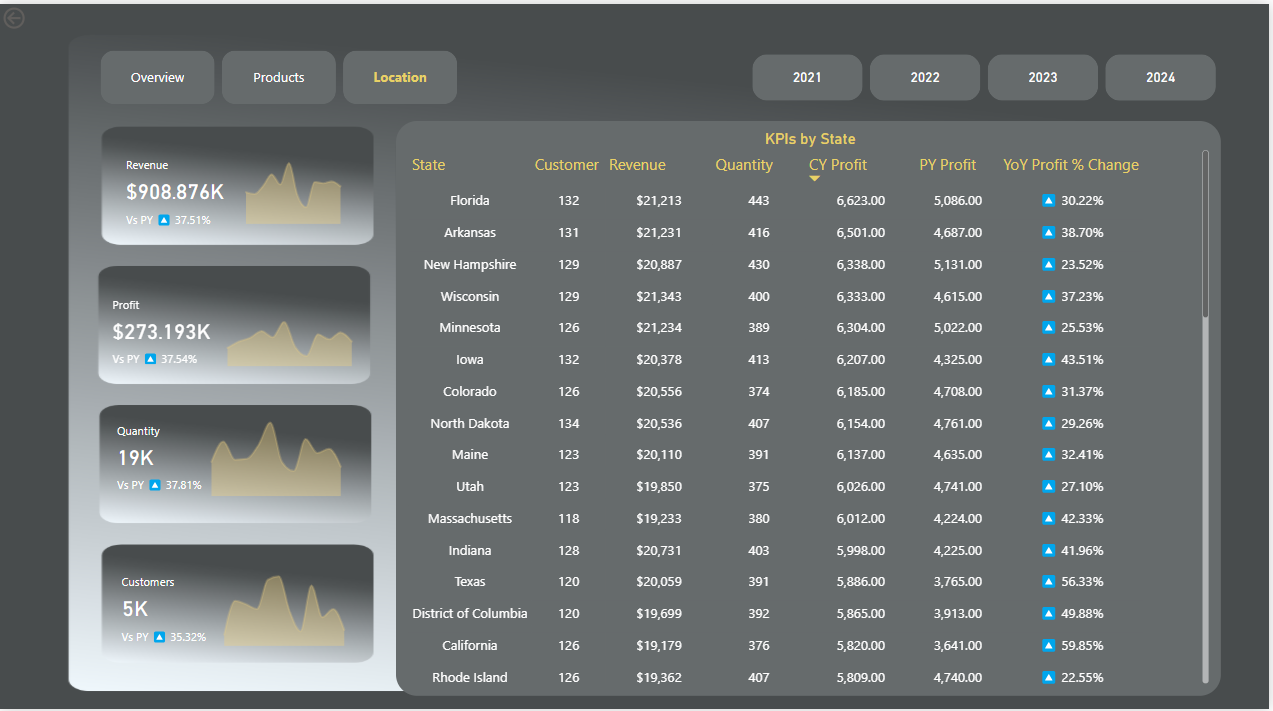 Overview Products Location 2021 2022 2023 2024
Revenue
$908.876K
Vs PY 37.51%
Profit
$273.193K
Vs PY 37.54%
Quantity
19K
Vs PY 37.81%
Customers
5K
Vs PY 35.32%
KPIs by State
State Customer Revenue Quantity CY Profit PY Profit YoY Profit % Change
Florida 132 $21,213 443 6,623.00 5,086.00 30.22%
Arkansas 131 $21,231 416 6,501.00 4,687.00 38.70%
New Hampshire 129 $20,887 430 6,338.00 5,131.00 23.52%
Wisconsin 129 $21,343 400 6,333.00 4,615.00 37.23%
Minnesota 126 $21,234 389 6,304.00 5,022.00 25.53%
Iowa 132 $20,378 413 6,207.00 4,325.00 43.51%
Colorado 126 $20,556 374 6,185.00 4,708.00 31.37%
North Dakota 134 $20,536 407 6,154.00 4,761.00 29.26%
Maine 123 $20,110 391 6,137.00 4,635.00 32.41%
Utah 123 $19,850 375 6,026.00 4,741.00 27.10%
Massachusetts 118 $19,233 380 6,012.00 4,224.00 42.33%
Indiana 128 $20,731 403 5,998.00 4,225.00 41.96%
Texas 120 $20,059 391 5,886.00 3,765.00 56.33%
District of Columbia 120 $19,699 392 5,865.00 3,913.00 49.88%
California 126 $19,179 376 5,820.00 3,641.00 59.85%
Rhode Island 126 $19,362 407 5,809.00 4,740.00 22.55%